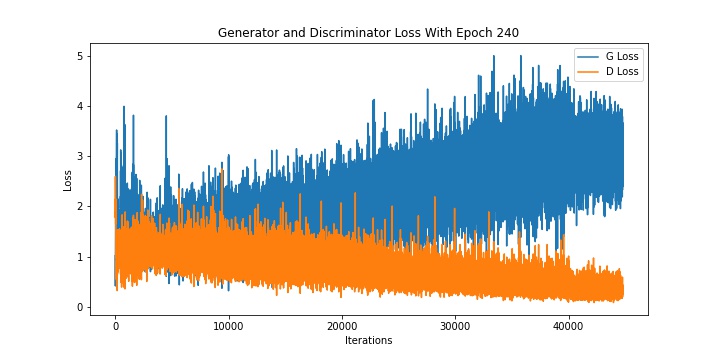 Generator and Discriminator Loss With Epoch 240
G Loss
D Loss
5
4
3
2
1
0
Loss
0 10000 20000 30000 40000
Iterations